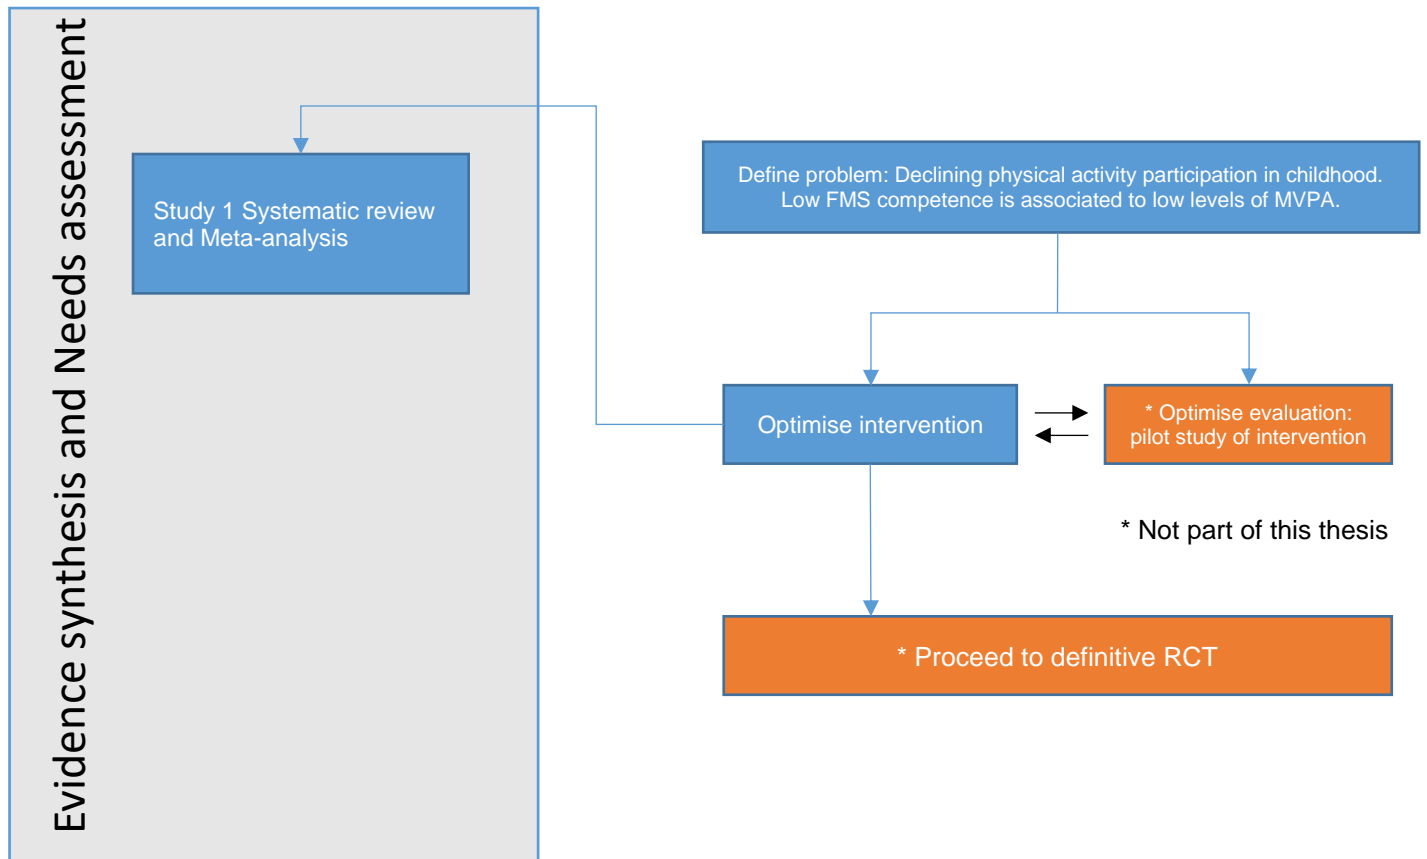 Evidence synthesis and Needs assessment
Study 1 Systematic review
and Meta-analysis
Define problem: Declining physical activity participation in childhood.
Low FMS competence is associated to low levels of MVPA.
Optimise intervention
* Optimise evaluation:
pilot study of intervention
* Not part of this thesis
* Proceed to definitive RCT